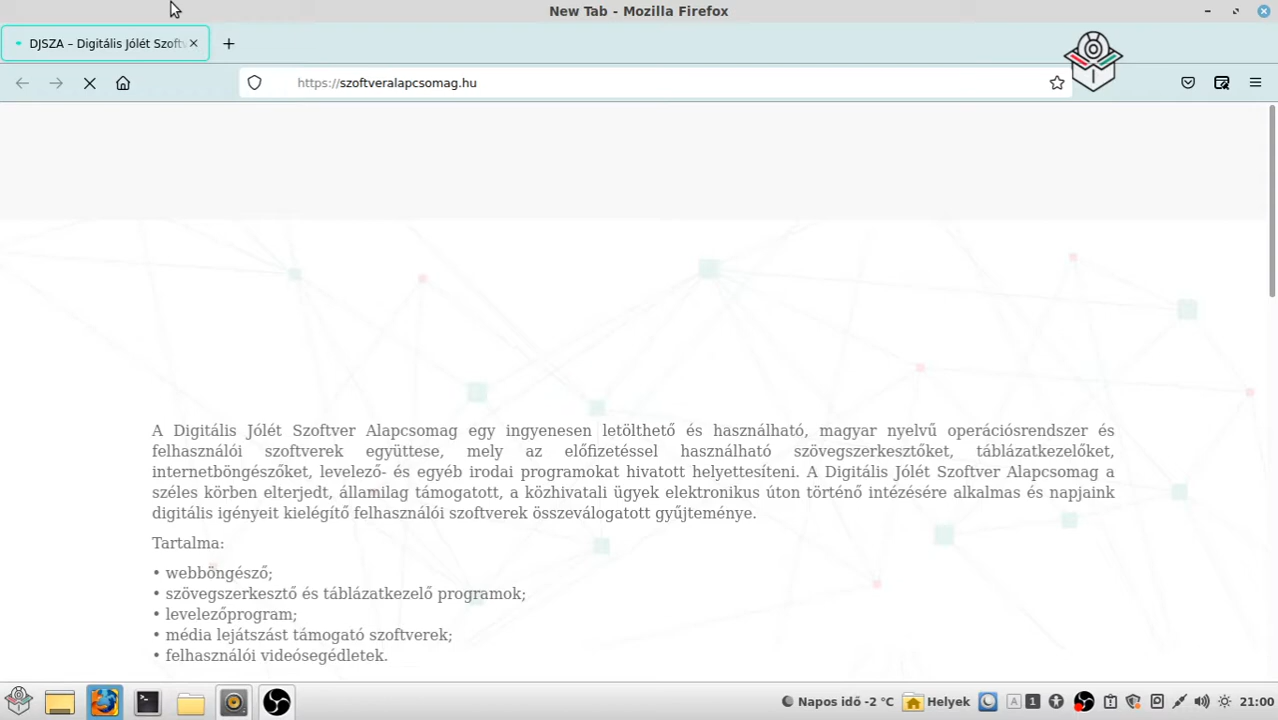 New Tab - Mozilla Firefox
DJSZA – Digitális Jólét Szoftv
https://szoftveralapcsomag.hu
A Digitális Jólét Szoftver Alapcsomag egy ingyenesen letölthető és használható, magyar nyelvű operációsrendszer és
felhasználói szoftverek együttese, mely az előfizetéssel használható szövegszerkesztőket, táblázatkezelőket,
internetböngészőket, levelező- és egyéb irodai programokat hivatott helyettesíteni. A Digitális Jólét Szoftver Alapcsomag a
széles körben elterjedt, államilag támogatott, a közhivatali ügyek elektronikus úton történő intézésére alkalmas és napjaink
digitális igényeit kielégítő felhasználói szoftverek összeválogatott gyűjteménye.
Tartalma:
• webböngésző;
• szövegszerkesztő és táblázatkezelő programok;
• levelezőprogram;
• média lejátszást támogató szoftverek;
• felhasználói videósegédletek.
Napos idő -2 °C Helyek A 1 21:00